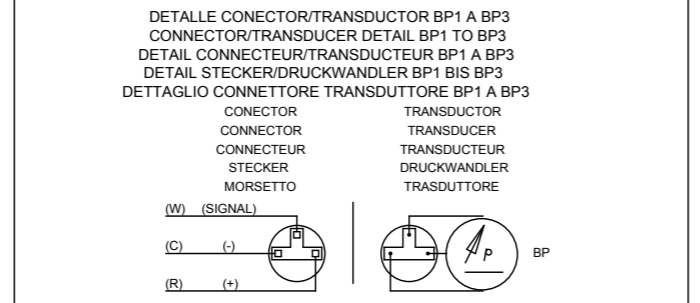 DETALLE CONECTOR/TRANSDUCTOR BP1 A BP3
CONNECTOR/TRANSDUCER DETAIL BP1 TO BP3
DETAIL CONNECTEUR/TRANSDUCTEUR BP1 A BP3
DETAIL STECKER/DRUCKWANDLER BP1 BIS BP3
DETTAGLIO CONNETTORE TRANSDUTTORE BP1 A BP3
CONECTOR TRANSDUCTOR
CONNECTOR TRANSDUCER
CONNECTEUR TRANSDUCTEUR
STECKER DRUCKWANDLER
MORSETTO TRASDUTTORE
(W) (SIGNAL)
(C) (-)
P BP
(R) (+)